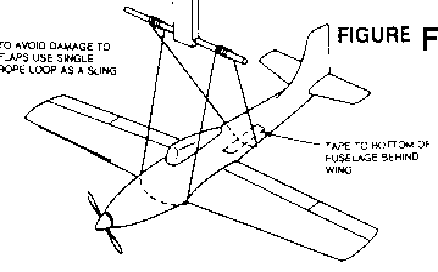 TO AVOID DAMAGE TO
FLAPS USE SINGLE
ROPE LOOP AS A SLING
FIGURE F
TAPE TO BOTTOM OF
FUSELAGE BEHIND
WING